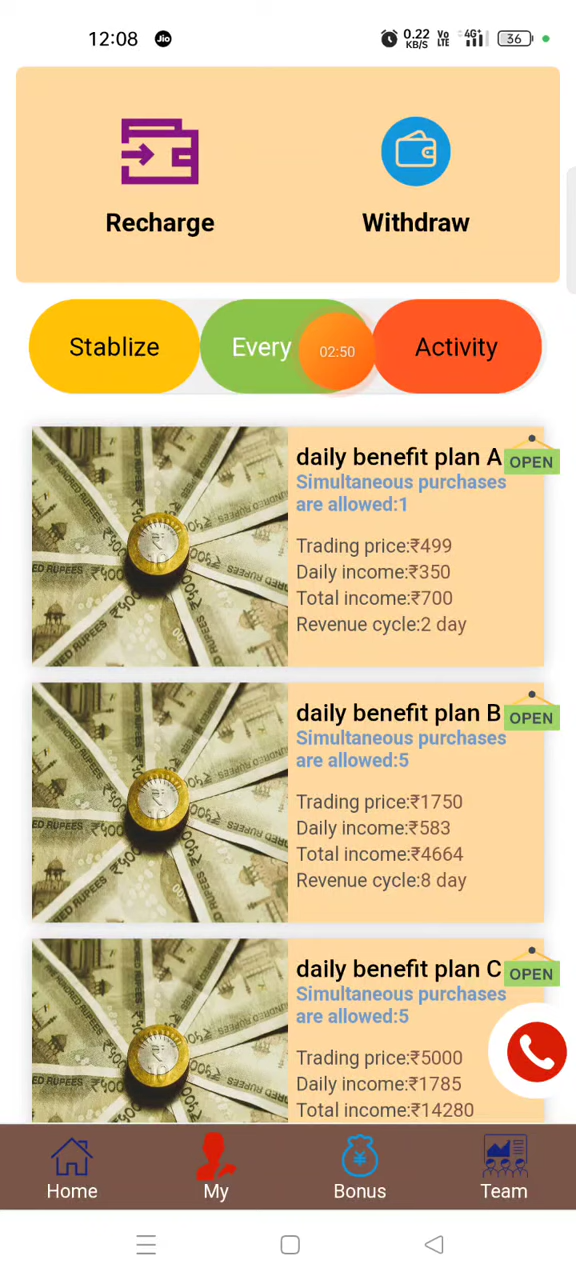 12:08 Jio 0.22 KB/S Vo LTE 4G+ 36
Recharge Withdraw
Stablize Every 02:50 Activity
daily benefit plan A
OPEN
Simultaneous purchases
are allowed:1
Trading price:₹499
Daily income:₹350
Total income:₹700
Revenue cycle:2 day
daily benefit plan B
OPEN
Simultaneous purchases
are allowed:5
Trading price:₹1750
Daily income:₹583
Total income:₹4664
Revenue cycle:8 day
daily benefit plan C
OPEN
Simultaneous purchases
are allowed:5
Trading price:₹5000
Daily income:₹1785
Total income:₹14280
Home My Bonus Team